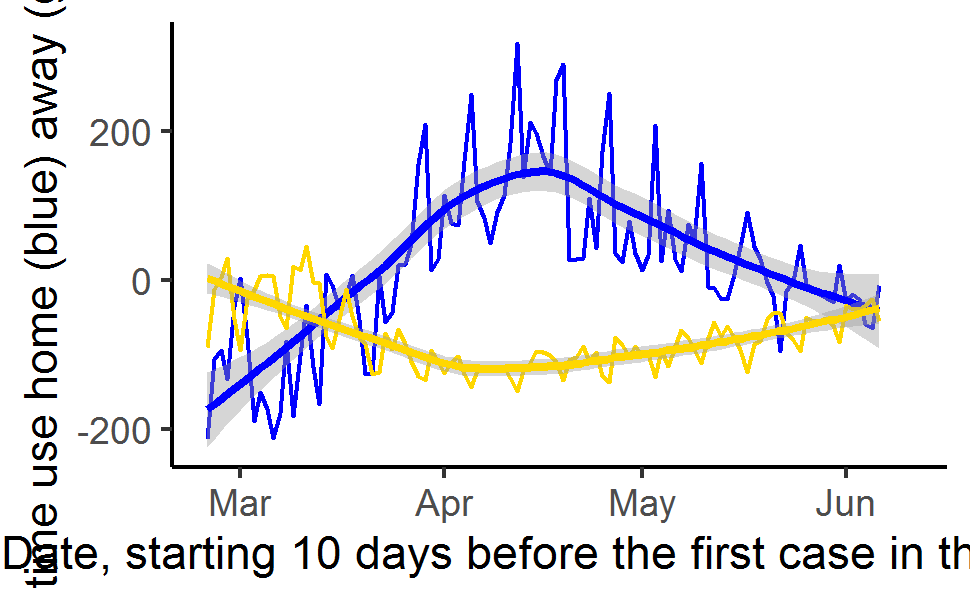 time use home (blue) away (g
200
0
-200
Mar Apr May Jun
Date, starting 10 days before the first case in th